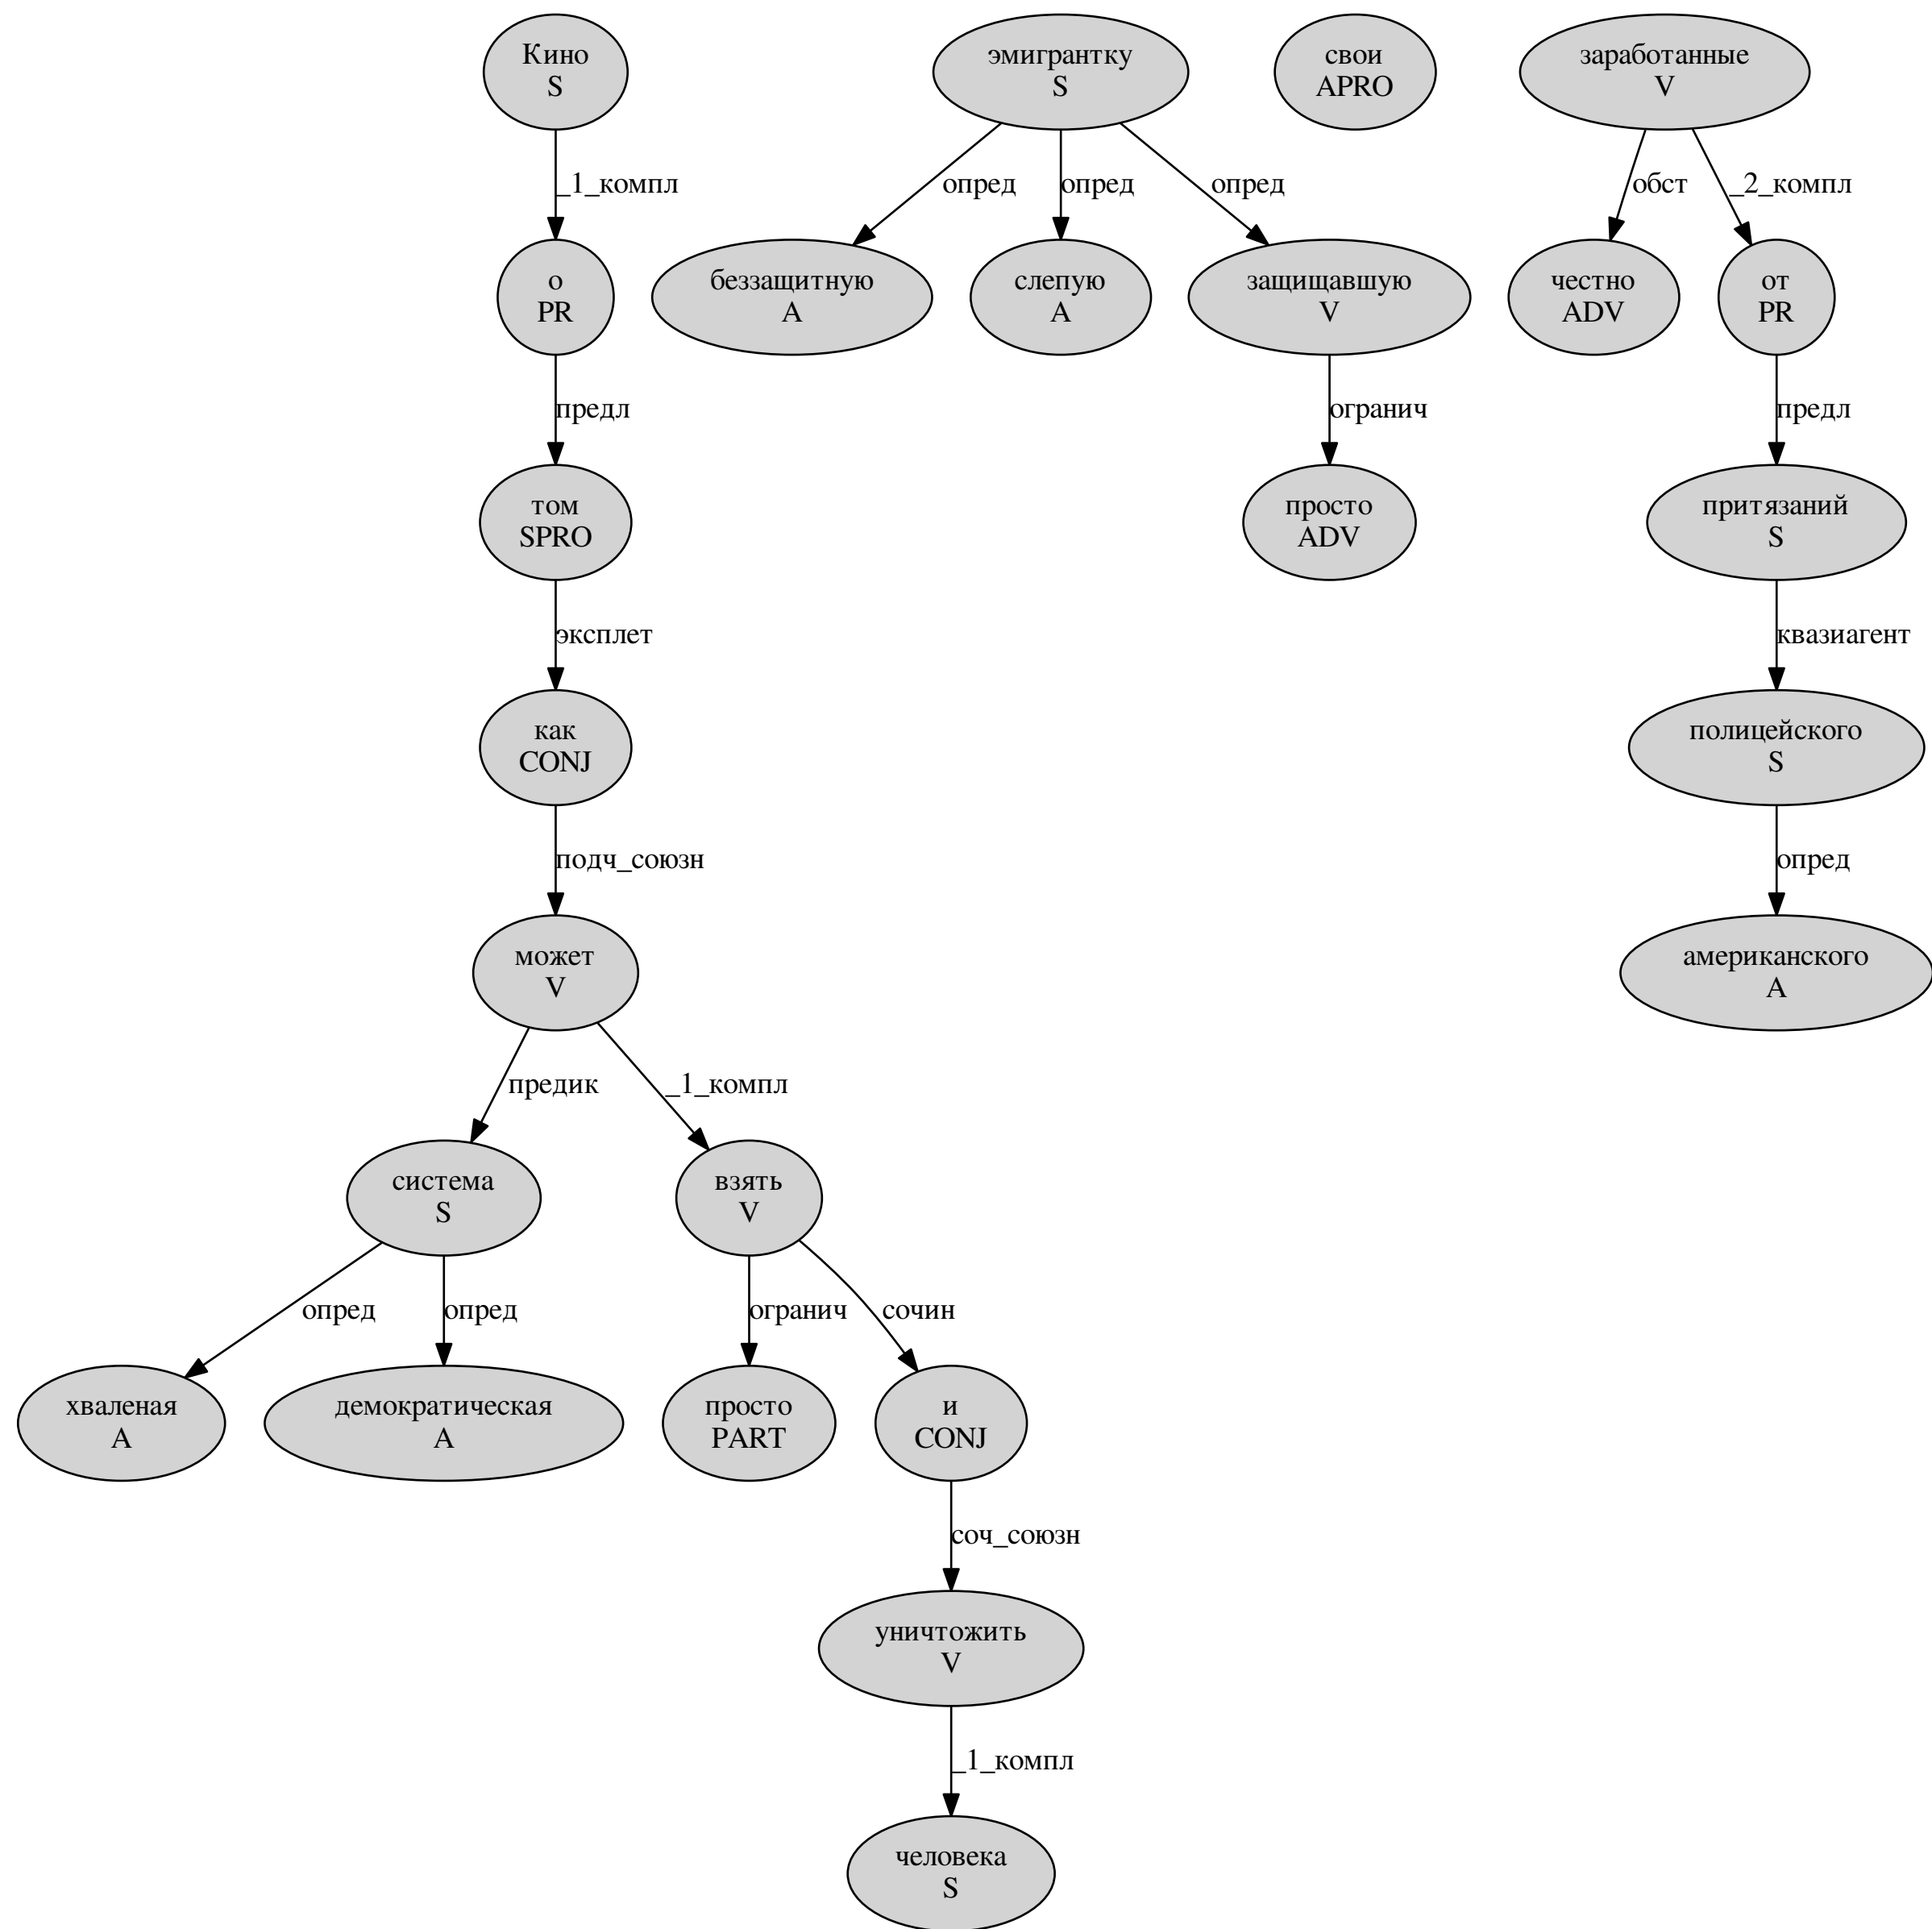 Кино
S
эмигрантку
S
свои
APRO
заработанные
V
_1_компл
опред
опред
опред
обст
_2_компл
о
PR
беззащитную
A
слепую
A
защищавшую
V
честно
ADV
от
PR
предл
огранич
предл
том
SPRO
просто
ADV
притязаний
S
эксплет
квазиагент
как
CONJ
полицейского
S
подч_союзн
опред
может
V
американского
A
предик
_1_компл
система
S
взять
V
опред
опред
огранич
сочин
хваленая
A
демократическая
A
просто
PART
и
CONJ
соч_союзн
уничтожить
V
_1_компл
человека
S